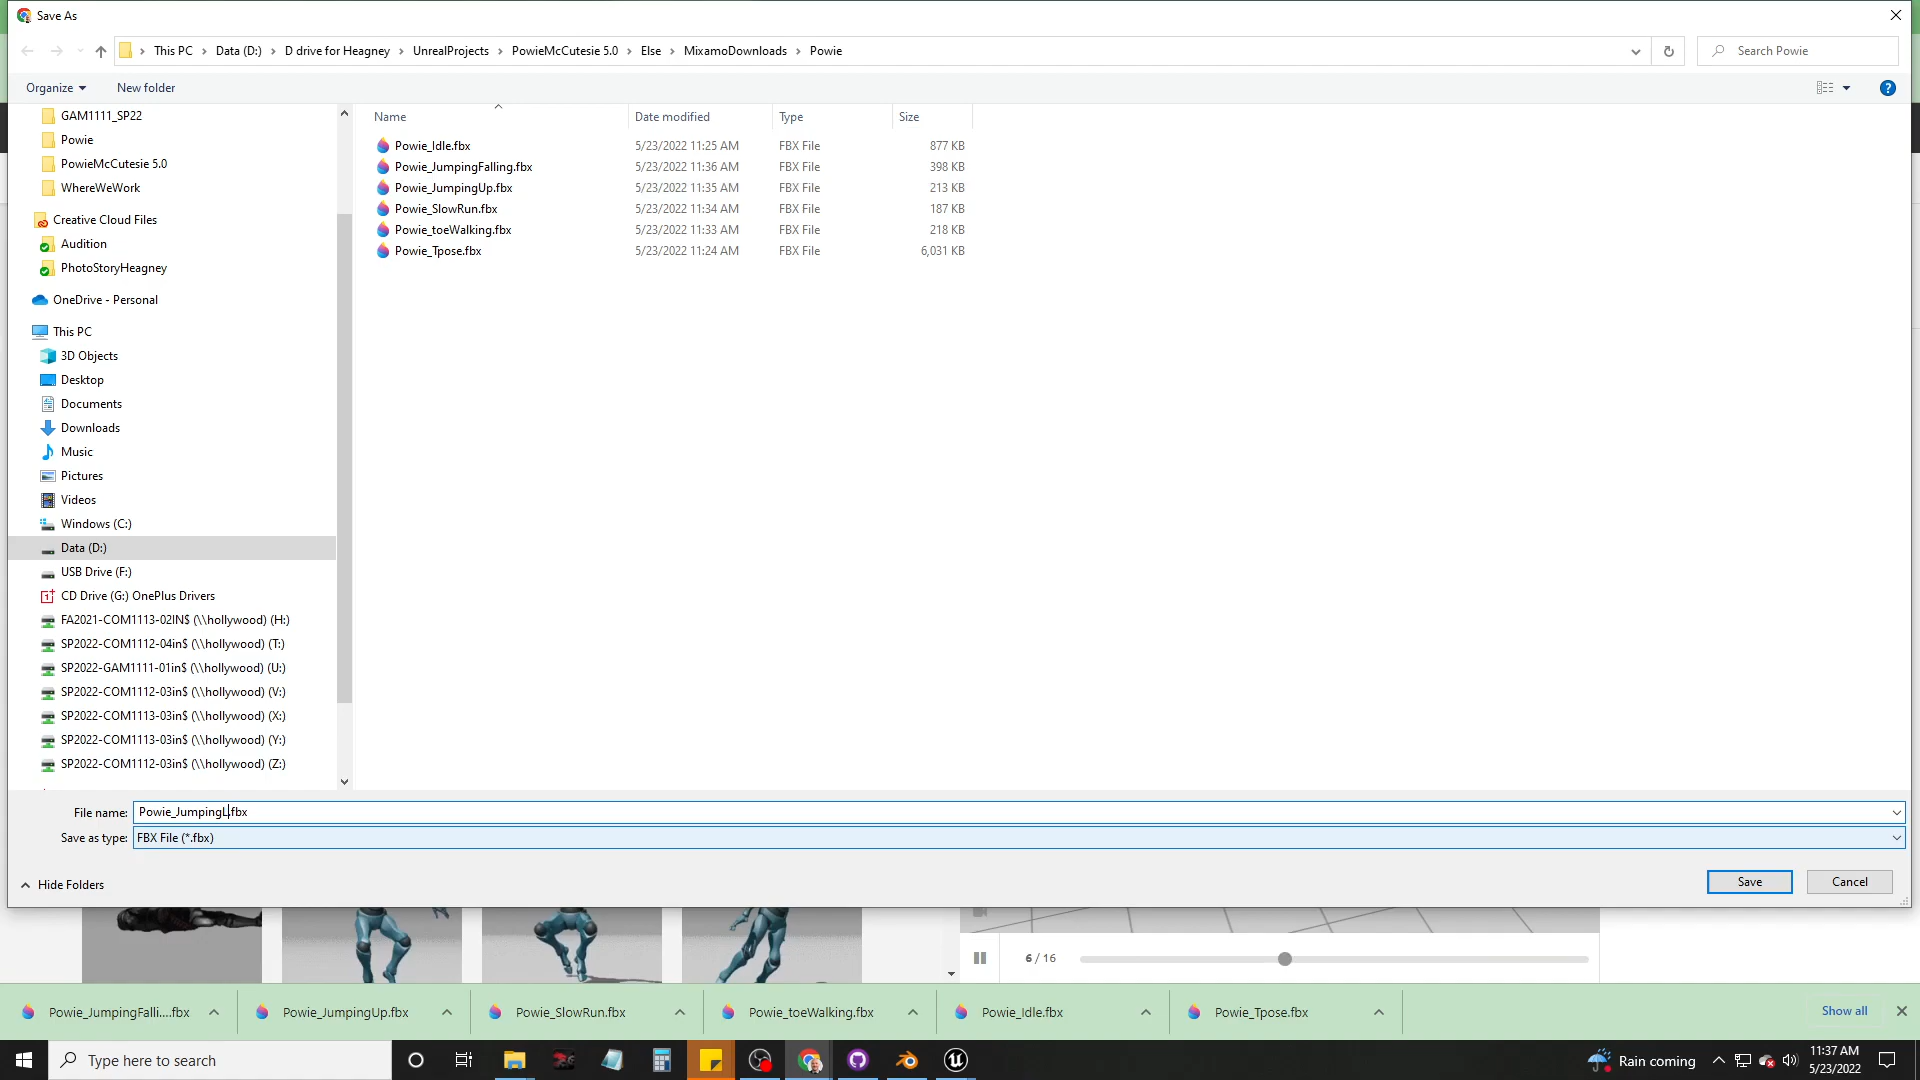 Save As
This PC > Data (D:) > D drive for Heagney > UnrealProjects > PowieMcCutesie 5.0 > Else > MixamoDownloads > Powie
Search Powie
Organize
New folder
GAM1111_SP22
Powie
PowieMcCutesie 5.0
WhereWeWork
Creative Cloud Files
Audition
PhotoStoryHeagney
OneDrive - Personal
This PC
3D Objects
Desktop
Documents
Downloads
Music
Pictures
Videos
Windows (C:)
Data (D:)
USB Drive (F:)
CD Drive (G:) OnePlus Drivers
FA2021-COM1113-02IN$ (\\hollywood) (H:)
SP2022-COM1112-04in$ (\\hollywood) (T:)
SP2022-GAM1111-01in$ (\\hollywood) (U:)
SP2022-COM1112-03in$ (\\hollywood) (V:)
SP2022-COM1113-03in$ (\\hollywood) (X:)
SP2022-COM1113-03in$ (\\hollywood) (Y:)
SP2022-COM1112-03in$ (\\hollywood) (Z:)
Name Date modified Type Size
Powie_Idle.fbx 5/23/2022 11:25 AM FBX File 877 KB
Powie_JumpingFalling.fbx 5/23/2022 11:36 AM FBX File 398 KB
Powie_JumpingUp.fbx 5/23/2022 11:35 AM FBX File 213 KB
Powie_SlowRun.fbx 5/23/2022 11:34 AM FBX File 187 KB
Powie_toeWalking.fbx 5/23/2022 11:33 AM FBX File 218 KB
Powie_Tpose.fbx 5/23/2022 11:24 AM FBX File 6,031 KB
File name: Powie_JumpingL.fbx
Save as type: FBX File (*.fbx)
Hide Folders
Save
Cancel
6 / 16
Powie_JumpingFalli....fbx
Powie_JumpingUp.fbx
Powie_SlowRun.fbx
Powie_toeWalking.fbx
Powie_Idle.fbx
Powie_Tpose.fbx
Show all
Type here to search
Rain coming
11:37 AM
5/23/2022